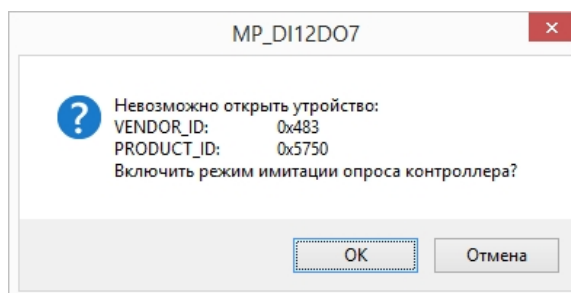 MP_DI12DO7
Невозможно открыть утройство:
VENDOR_ID: 0x483
PRODUCT_ID: 0x5750
Включить режим имитации опроса контроллера?
OK Отмена